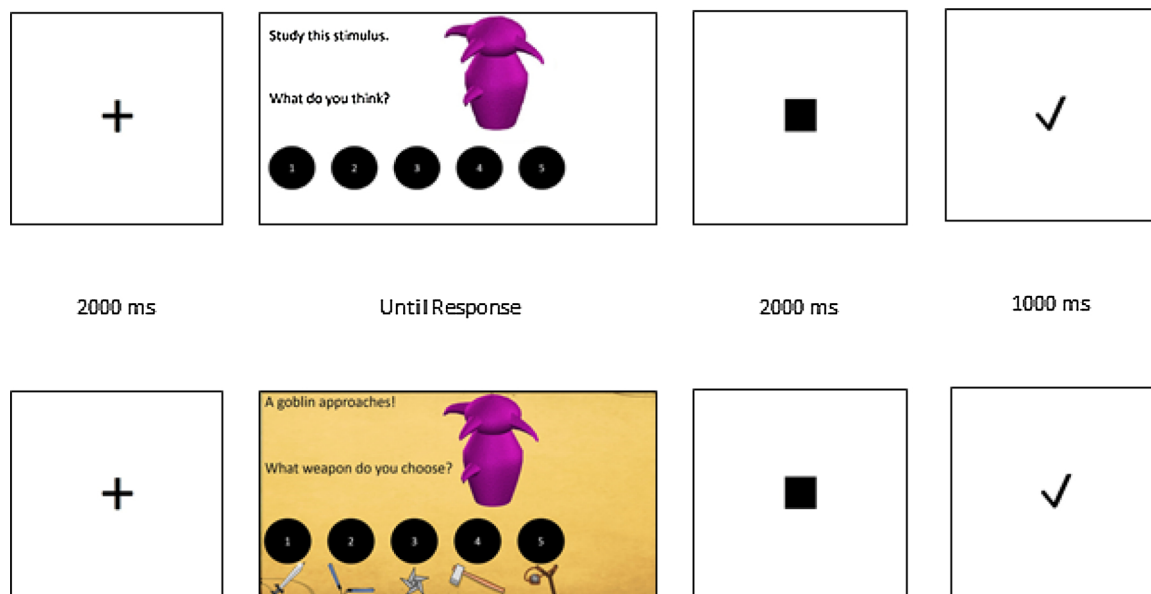 Study this stimulus.
What do you think?
1 2 3 4 5
2000 ms
Until Response
2000 ms
1000 ms
A goblin approaches!
What weapon do you choose?
1 2 3 4 5